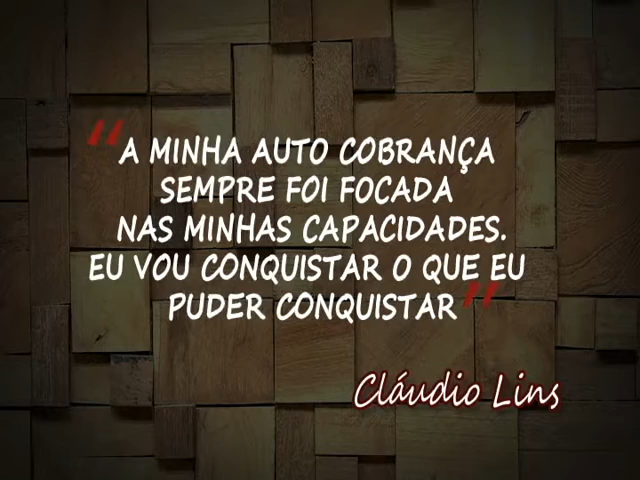 “A MINHA AUTO COBRANÇA
SEMPRE FOI FOCADA
NAS MINHAS CAPACIDADES.
EU VOU CONQUISTAR O QUE EU
PUDER CONQUISTAR”
Cláudio Lins